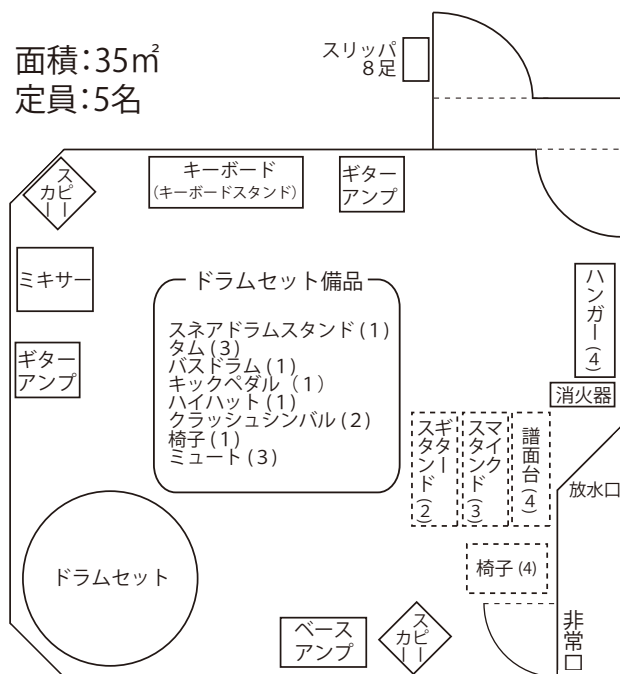 面積：35㎡
定員：5名
スリッパ
８足
スピーカー
キーボード
（キーボードスタンド）
ギター
アンプ
ミキサー
ギター
アンプ
ドラムセット備品
スネアドラムスタンド (1)
タム (3)
バスドラム (1)
キックペダル （1）
ハイハット (1)
クラッシュシンバル (2)
椅子 (1)
ミュート (3)
ハンガー (4)
消火器
ギタースタンド (2)
マイクスタンド (3)
譜面台 (4)
放水口
椅子 (4)
ドラムセット
ベース
アンプ
スピーカー
非常口